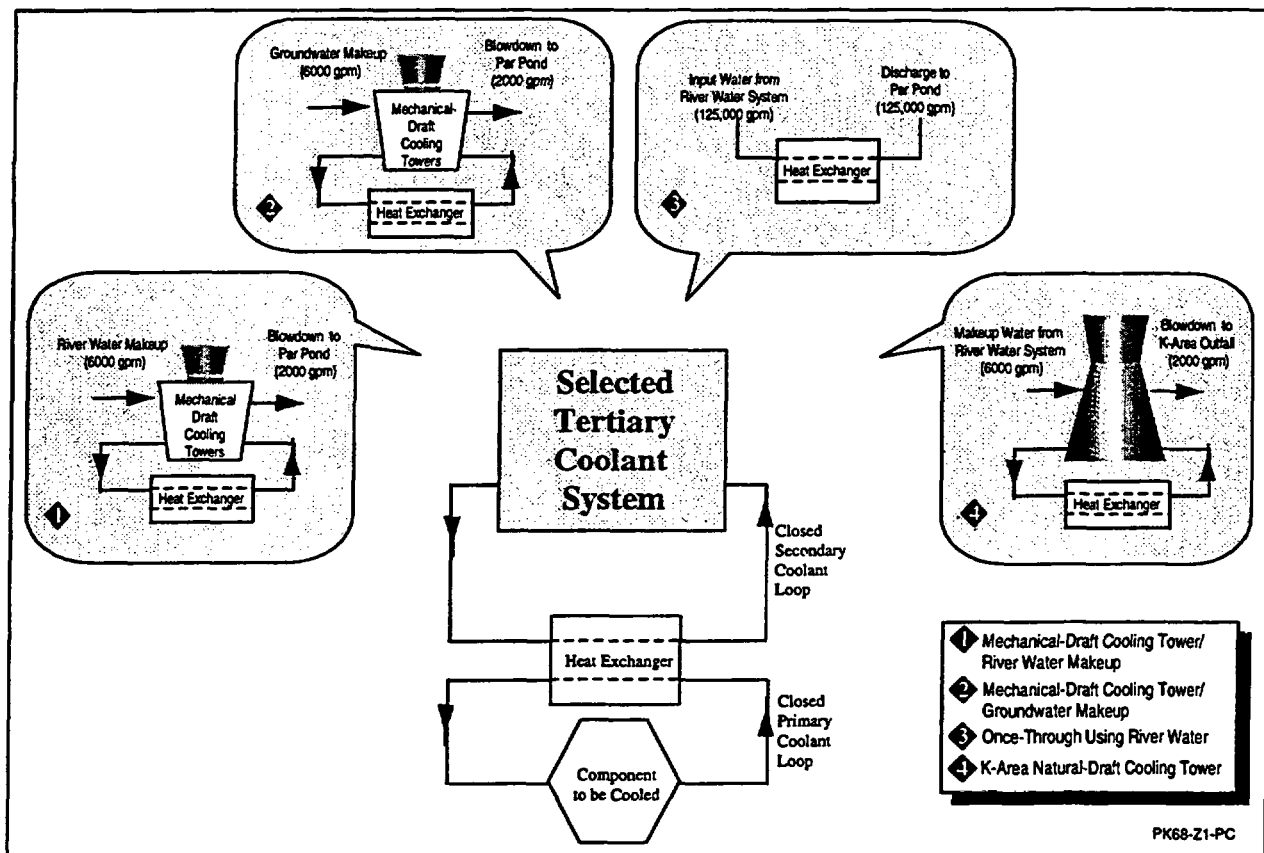 Groundwater Makeup
(6000 gpm)
Blowdown to
Par Pond
(2000 gpm)
Mechanical-
Draft
Cooling
Towers
Heat Exchanger
2
Input Water from
River Water System
(125,000 gpm)
Discharge to
Par Pond
(125,000 gpm)
Heat Exchanger
3
River Water Makeup
(6000 gpm)
Blowdown to
Par Pond
(2000 gpm)
Mechanical
Draft
Cooling
Towers
Heat Exchanger
1
Makeup Water from
River Water System
(6000 gpm)
Blowdown to
K-Area Outfall
(2000 gpm)
Heat Exchanger
4
Selected
Tertiary
Coolant
System
Closed
Secondary
Coolant
Loop
Heat Exchanger
Closed
Primary
Coolant
Loop
Component
to be Cooled
1 Mechanical-Draft Cooling Tower/
River Water Makeup
2 Mechanical-Draft Cooling Tower/
Groundwater Makeup
3 Once-Through Using River Water
4 K-Area Natural-Draft Cooling Tower
PK68-Z1-PC